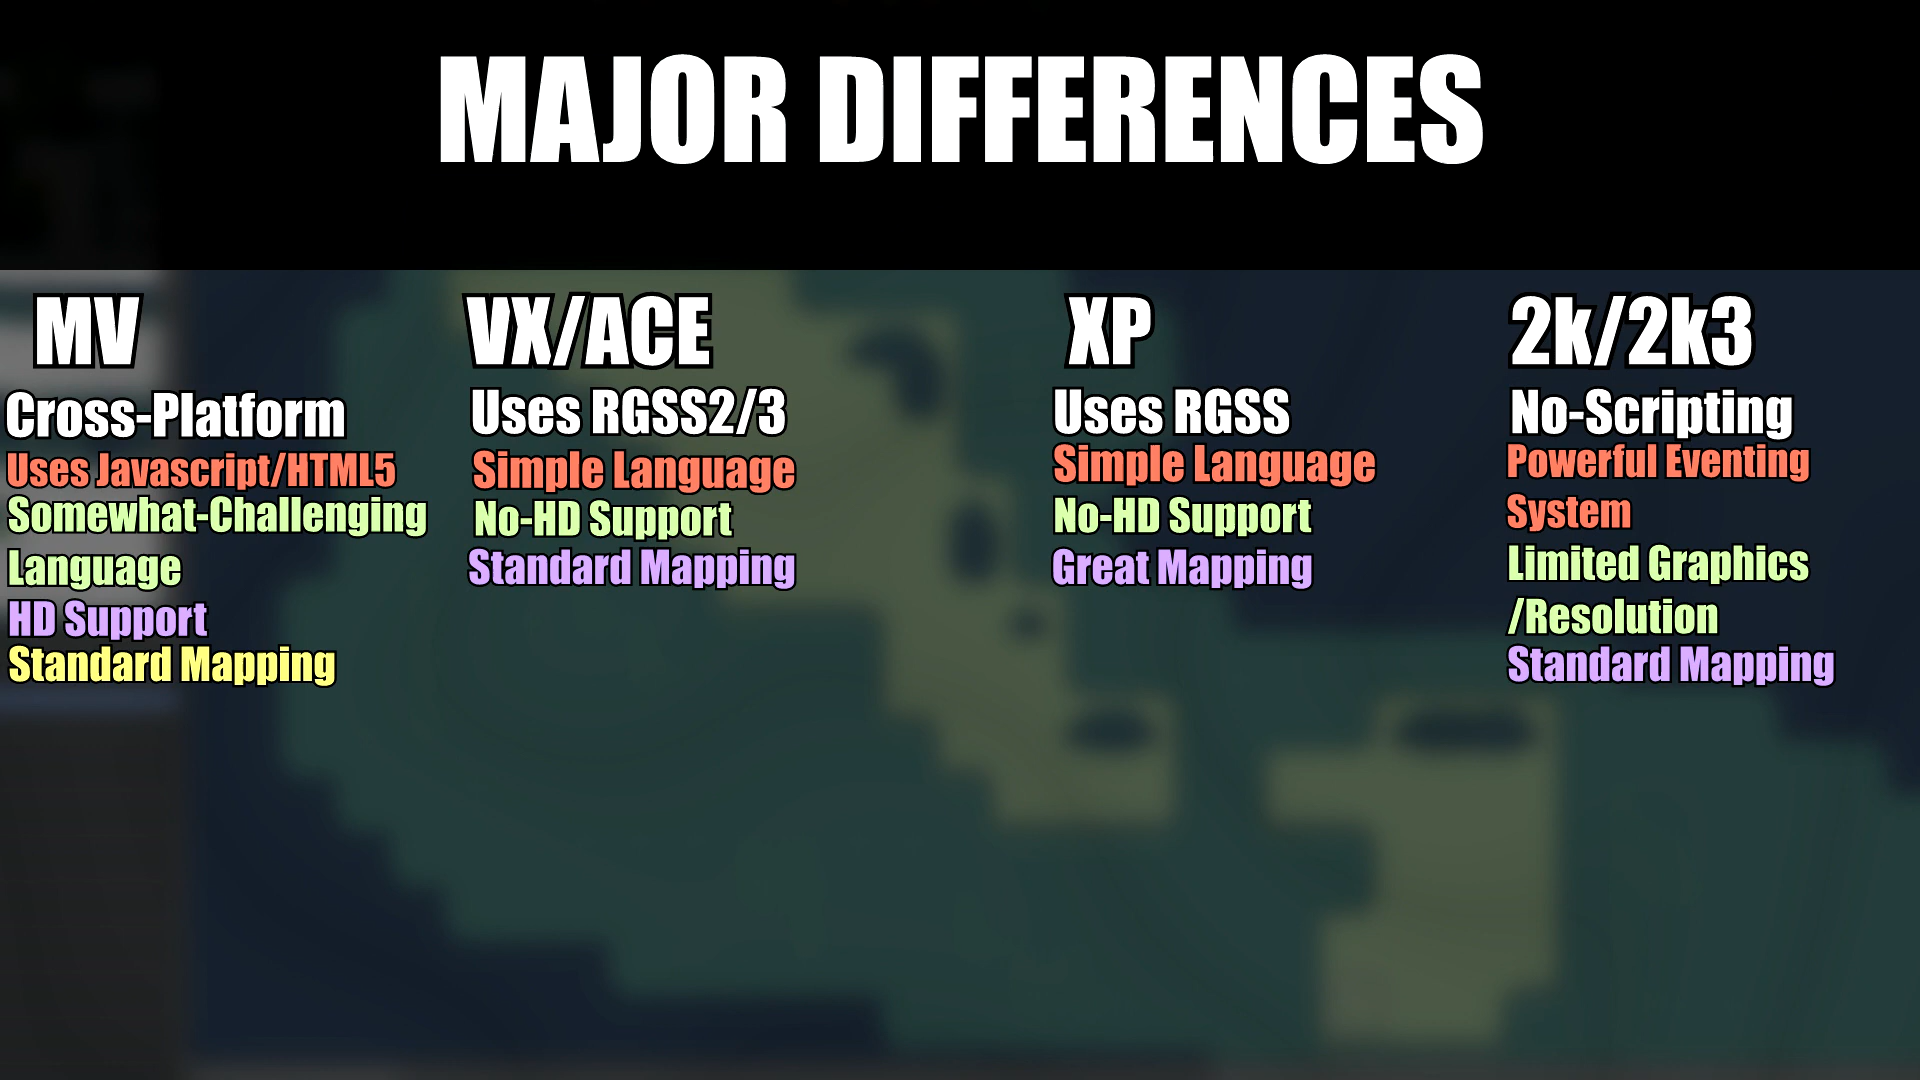 MAJOR DIFFERENCES
MV
Cross-Platform
Uses Javascript/HTML5
Somewhat-Challenging
Language
HD Support
Standard Mapping
VX/ACE
Uses RGSS2/3
Simple Language
No-HD Support
Standard Mapping
XP
Uses RGSS
Simple Language
No-HD Support
Great Mapping
2k/2k3
No-Scripting
Powerful Eventing
System
Limited Graphics
/Resolution
Standard Mapping